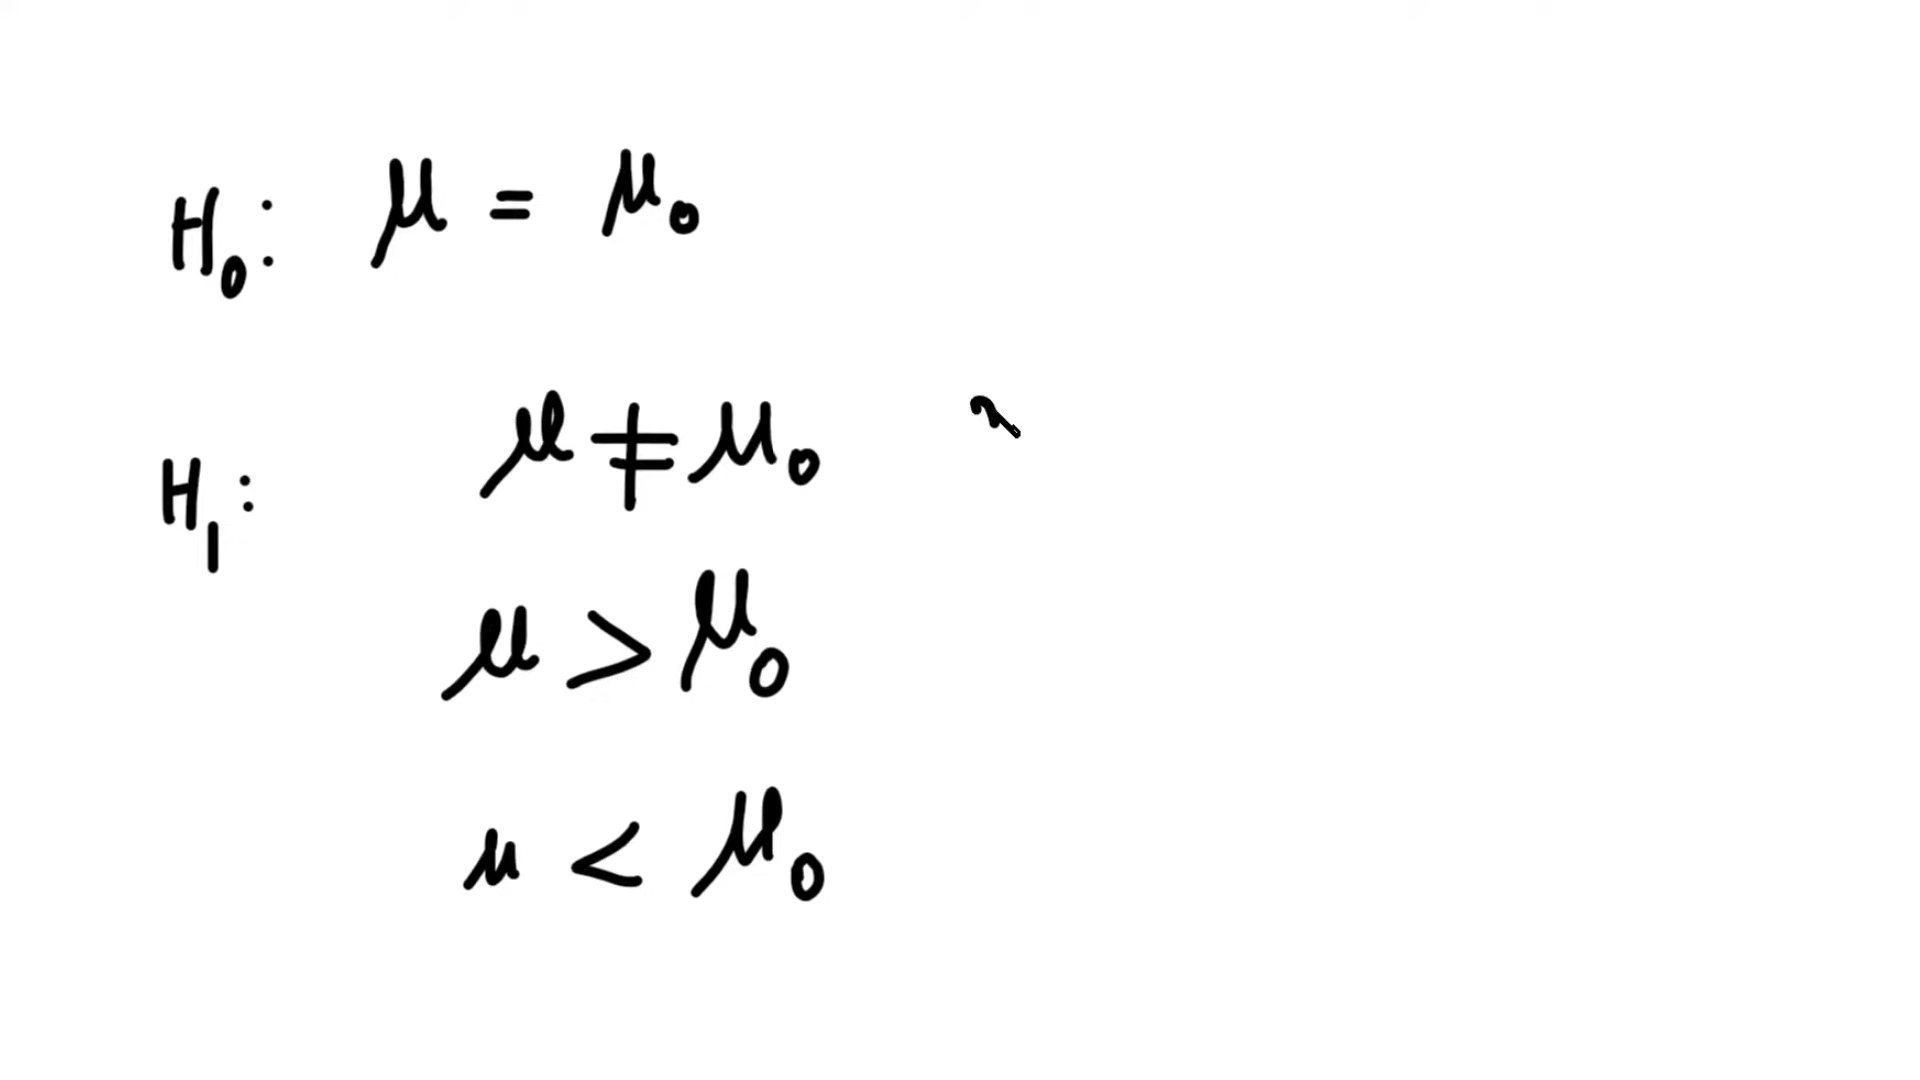 H₀: μ = μ₀
H₁: μ ≠ μ₀
μ > μ₀
μ < μ₀